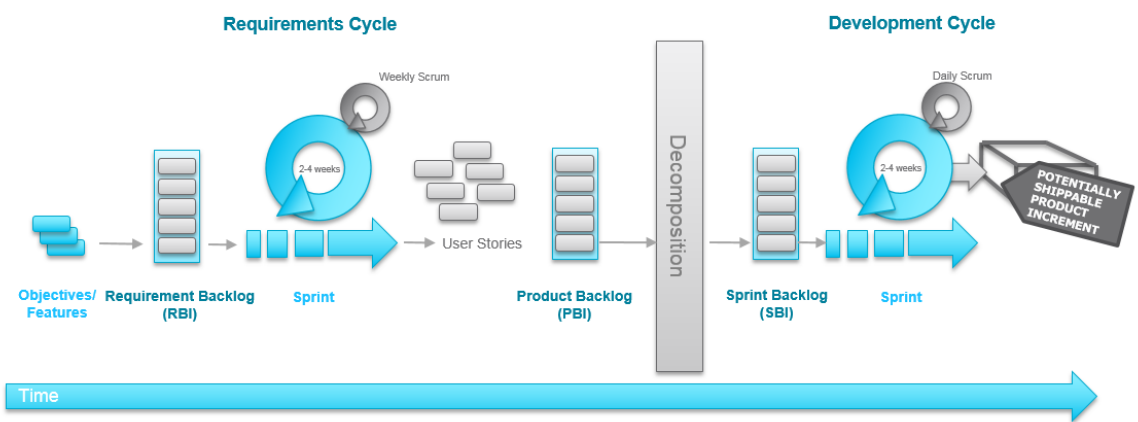 Requirements Cycle
Development Cycle
Weekly Scrum
Daily Scrum
2-4 weeks
2-4 weeks
Decomposition
POTENTIALLY
SHIPPABLE
PRODUCT
INCREMENT
User Stories
Objectives/
Features
Requirement Backlog
(RBI)
Sprint
Product Backlog
(PBI)
Sprint Backlog
(SBI)
Sprint
Time